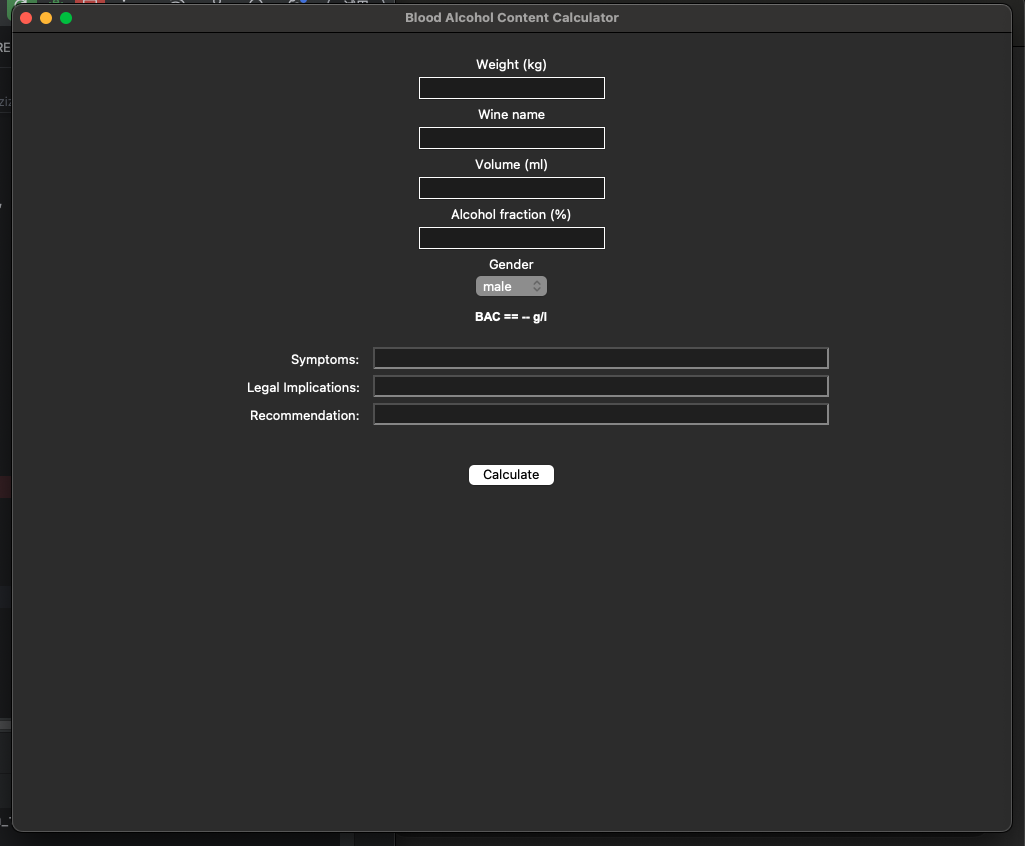 Blood Alcohol Content Calculator
Weight (kg)
Wine name
Volume (ml)
Alcohol fraction (%)
Gender
male
BAC == -- g/l
Symptoms:
Legal Implications:
Recommendation:
Calculate